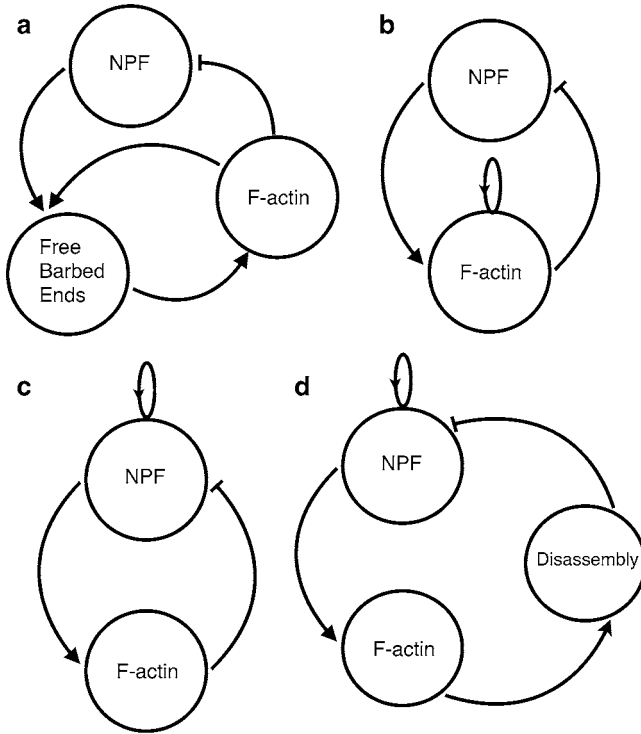 a
NPF
F-actin
Free
Barbed
Ends
b
NPF
F-actin
c
NPF
F-actin
d
NPF
Disassembly
F-actin